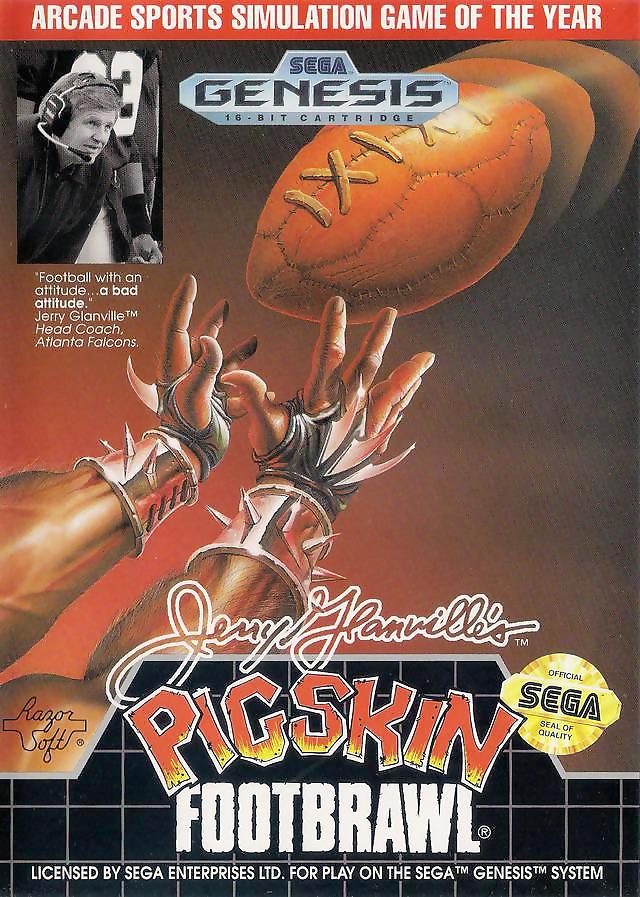 ARCADE SPORTS SIMULATION GAME OF THE YEAR
SEGA
GENESIS
16-BIT CARTRIDGE
"Football with an
attitude...a bad
attitude."
Jerry Glanville™
Head Coach,
Atlanta Falcons.
Jerry Glanville's™
PIGSKIN
FOOTBRAWL®
Razor
Soft®
OFFICIAL
SEGA
SEAL OF
QUALITY
LICENSED BY SEGA ENTERPRISES LTD. FOR PLAY ON THE SEGA™ GENESIS™ SYSTEM